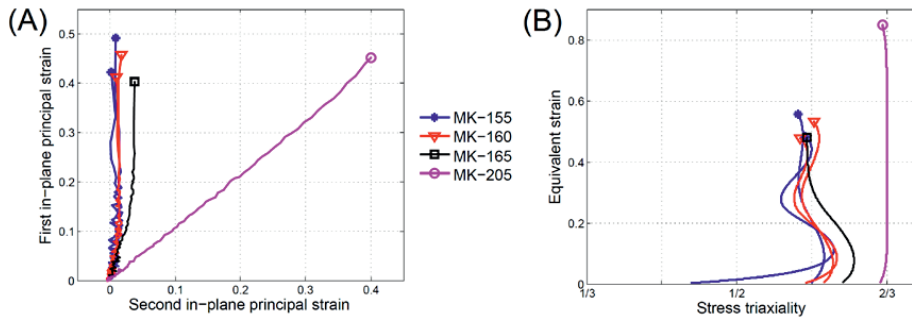 (A)
First in-plane principal strain
0.5
0.4
0.3
0.2
0.1
0
0
0.1
0.2
0.3
0.4
Second in-plane principal strain
MK-155
MK-160
MK-165
MK-205
(B)
Equivalent strain
0.8
0.6
0.4
0.2
0
1/3
1/2
2/3
Stress triaxiality